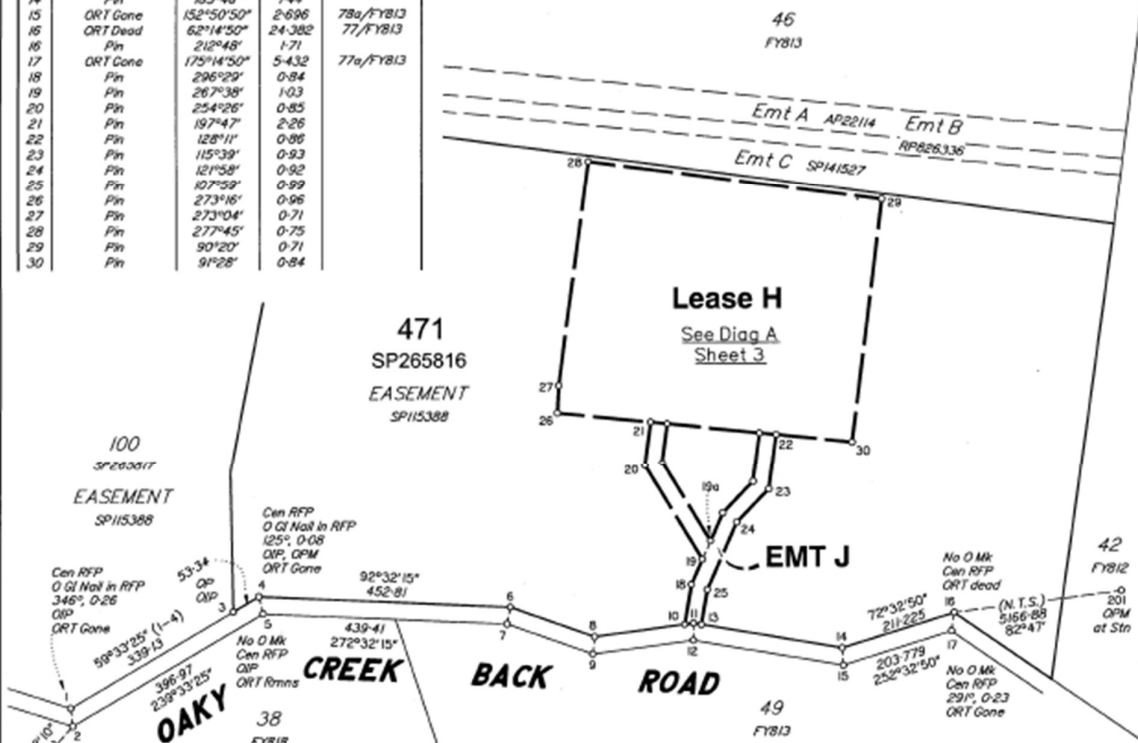 14 Pin 1·44
15 ORT Gone 152°50'50" 2·696 78a/FY813
16 ORT Dead 62°14'50" 24·382 77/FY813
16 Pin 212°48' 1·71
17 ORT Gone 175°14'50" 5·432 77a/FY813
18 Pin 296°29' 0·84
19 Pin 267°38' 1·03
20 Pin 254°26' 0·85
21 Pin 197°47' 2·26
22 Pin 128°11' 0·86
23 Pin 115°39' 0·93
24 Pin 121°58' 0·92
25 Pin 107°59' 0·99
26 Pin 273°16' 0·96
27 Pin 273°04' 0·71
28 Pin 277°45' 0·75
29 Pin 90°20' 0·71
30 Pin 91°28' 0·84
46
FY813
Emt A AP22114 Emt B
RP826336
Emt C SP141527
28
29
Lease H
See Diag A
Sheet 3
471
SP265816
EASEMENT
SP115388
27
26
21
22
30
20
23
19a
24
100
SP265817
EASEMENT
SP115388
EMT J
19
18
25
Cen RFP
O GI Nail in RFP
125°, 0·08
OIP, OPM
ORT Gone
53·34
OP
OIP
Cen RFP
O GI Nail in RFP
346°, 0·26
OIP
ORT Gone
3
4
5
92°32'15"
452·81
6
7
8
9
10
11
13
12
439·41
272°32'15"
59°33'25" (1-4)
339·13
396·97
239°33'25"
No O Mk
Cen RFP
OIP
ORT Rmns
OAKY CREEK BACK ROAD
14
15
72°32'50"
211·225
203·779
252°32'50"
No O Mk
Cen RFP
ORT dead
16
17
(N.T.S.)
5166·88
82°47'
42
FY812
201
OPM
at Stn
No O Mk
Cen RFP
291°, 0·23
ORT Gone
2
10"
38
FY818
49
FY813